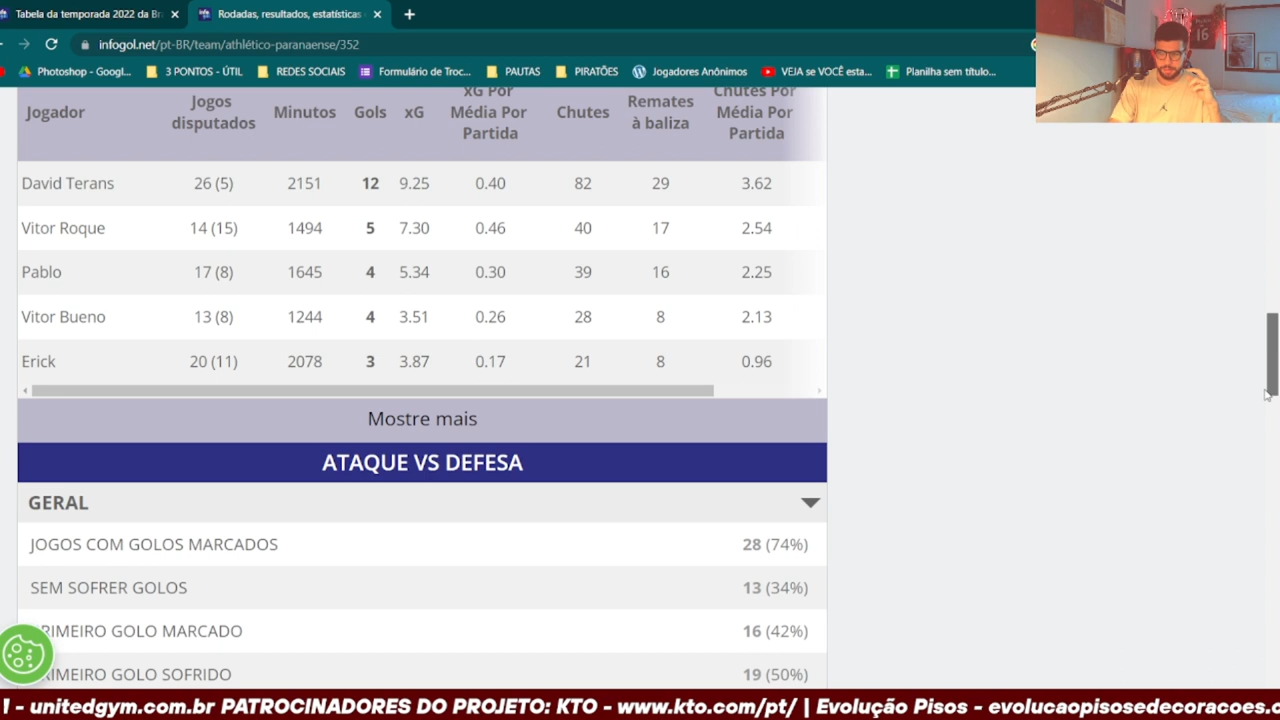 Tabela da temporada 2022 da Br
Rodadas, resultados, estatísticas
infogol.net/pt-BR/team/athlético-paranaense/352
Photoshop - Googl... 3 PONTOS - ÚTIL REDES SOCIAIS Formulário de Troc... PAUTAS PIRATÕES Jogadores Anônimos VEJA se VOCÊ esta... Planilha sem título...
Jogador Jogos disputados Minutos Gols xG xG Por Média Por Partida Chutes Remates à baliza Chutes Por Média Por Partida
David Terans 26 (5) 2151 12 9.25 0.40 82 29 3.62
Vitor Roque 14 (15) 1494 5 7.30 0.46 40 17 2.54
Pablo 17 (8) 1645 4 5.34 0.30 39 16 2.25
Vitor Bueno 13 (8) 1244 4 3.51 0.26 28 8 2.13
Erick 20 (11) 2078 3 3.87 0.17 21 8 0.96
Mostre mais
ATAQUE VS DEFESA
GERAL
JOGOS COM GOLOS MARCADOS 28 (74%)
SEM SOFRER GOLOS 13 (34%)
RIMEIRO GOLO MARCADO 16 (42%)
RIMEIRO GOLO SOFRIDO 19 (50%)
- unitedgym.com.br PATROCINADORES DO PROJETO: KTO - www.kto.com/pt/ | Evolução Pisos - evolucaopisosedecoracoes.c
16